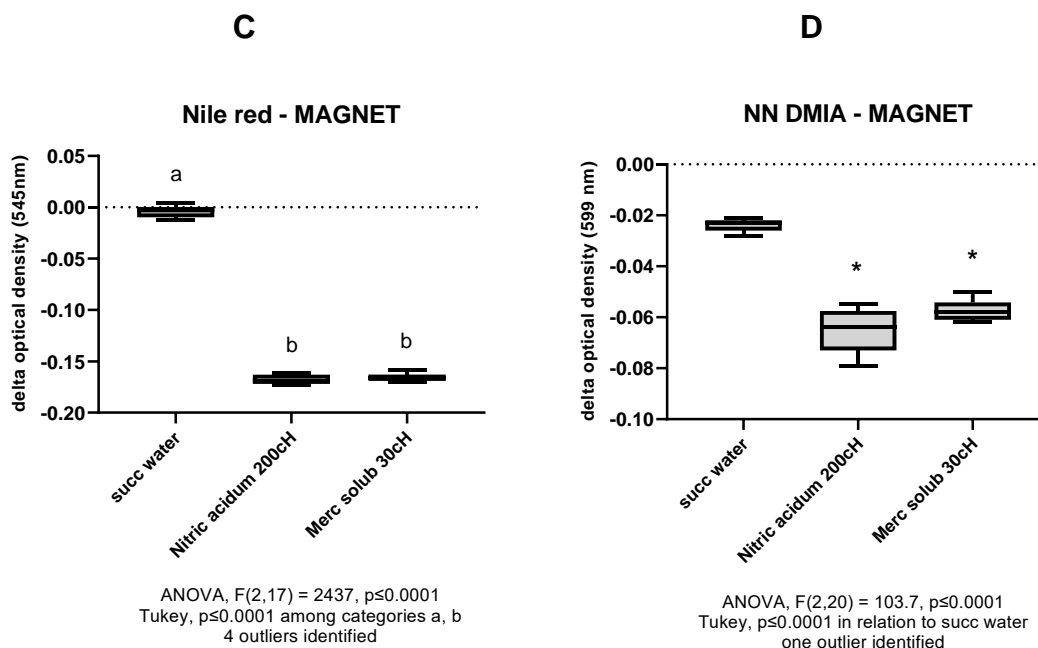 C
Nile red - MAGNET
delta optical density (545nm)
0.05
0.00
-0.05
-0.10
-0.15
-0.20
a
b
b
succ water
Nitric acidum 200cH
Merc solub 30cH
ANOVA, F(2,17) = 2437, p≤0.0001
Tukey, p≤0.0001 among categories a, b
4 outliers identified
D
NN DMIA - MAGNET
delta optical density (599 nm)
0.00
-0.02
-0.04
-0.06
-0.08
-0.10
*
*
succ water
Nitric acidum 200cH
Merc solub 30cH
ANOVA, F(2,20) = 103.7, p≤0.0001
Tukey, p≤0.0001 in relation to succ water
one outlier identified